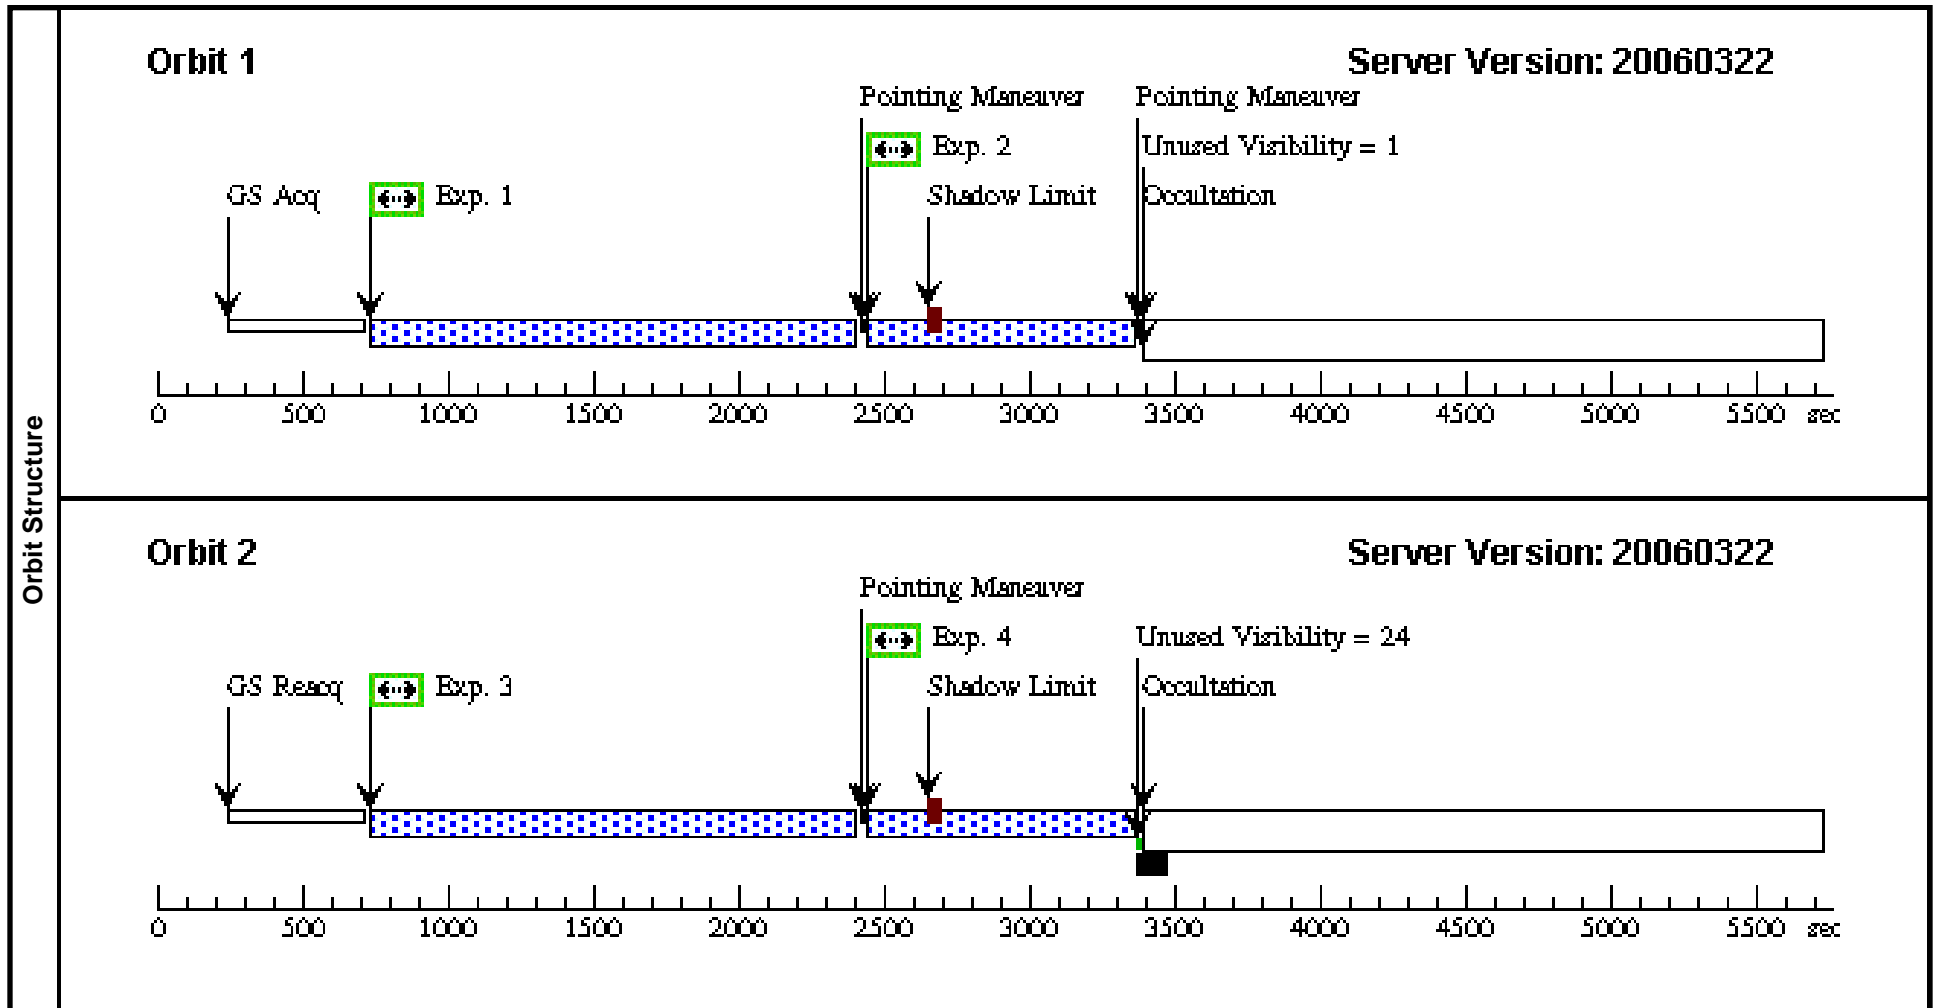 Orbit Structure
Orbit 1 Server Version: 20060322
Pointing Maneuver Pointing Maneuver
Exp. 2 Unused Visibility = 1
GS Acq Exp. 1 Shadow Limit Occultation
0 500 1000 1500 2000 2500 3000 3500 4000 4500 5000 5500 sec
Orbit 2 Server Version: 20060322
Pointing Maneuver
Exp. 4 Unused Visibility = 24
GS Reacq Exp. 3 Shadow Limit Occultation
0 500 1000 1500 2000 2500 3000 3500 4000 4500 5000 5500 sec